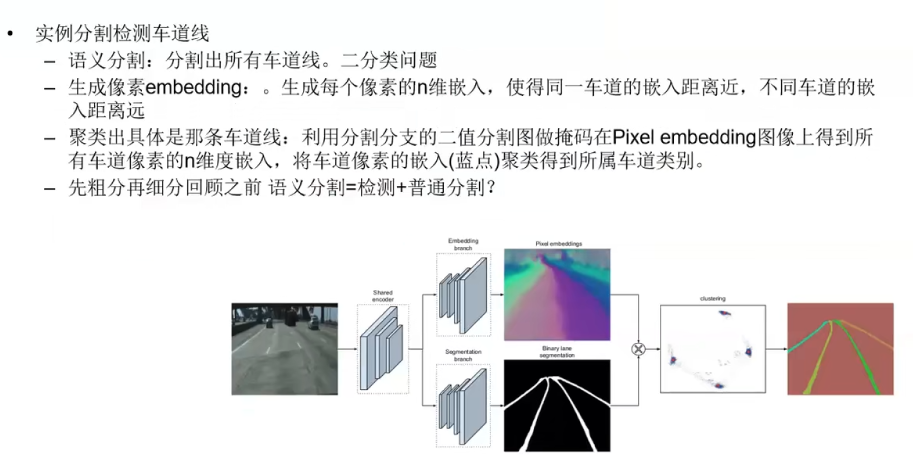 • 实例分割检测车道线
– 语义分割：分割出所有车道线。二分类问题
– 生成像素embedding：。生成每个像素的n维嵌入，使得同一车道的嵌入距离近，不同车道的嵌
入距离远
– 聚类出具体是那条车道线：利用分割分支的二值分割图做掩码在Pixel embedding图像上得到所
有车道像素的n维度嵌入，将车道像素的嵌入(蓝点)聚类得到所属车道类别。
– 先粗分再细分回顾之前 语义分割=检测+普通分割？
Embedding
branch
Pixel embeddings
Shared
encoder
clustering
Segmentation
branch
Binary lane
segmentation